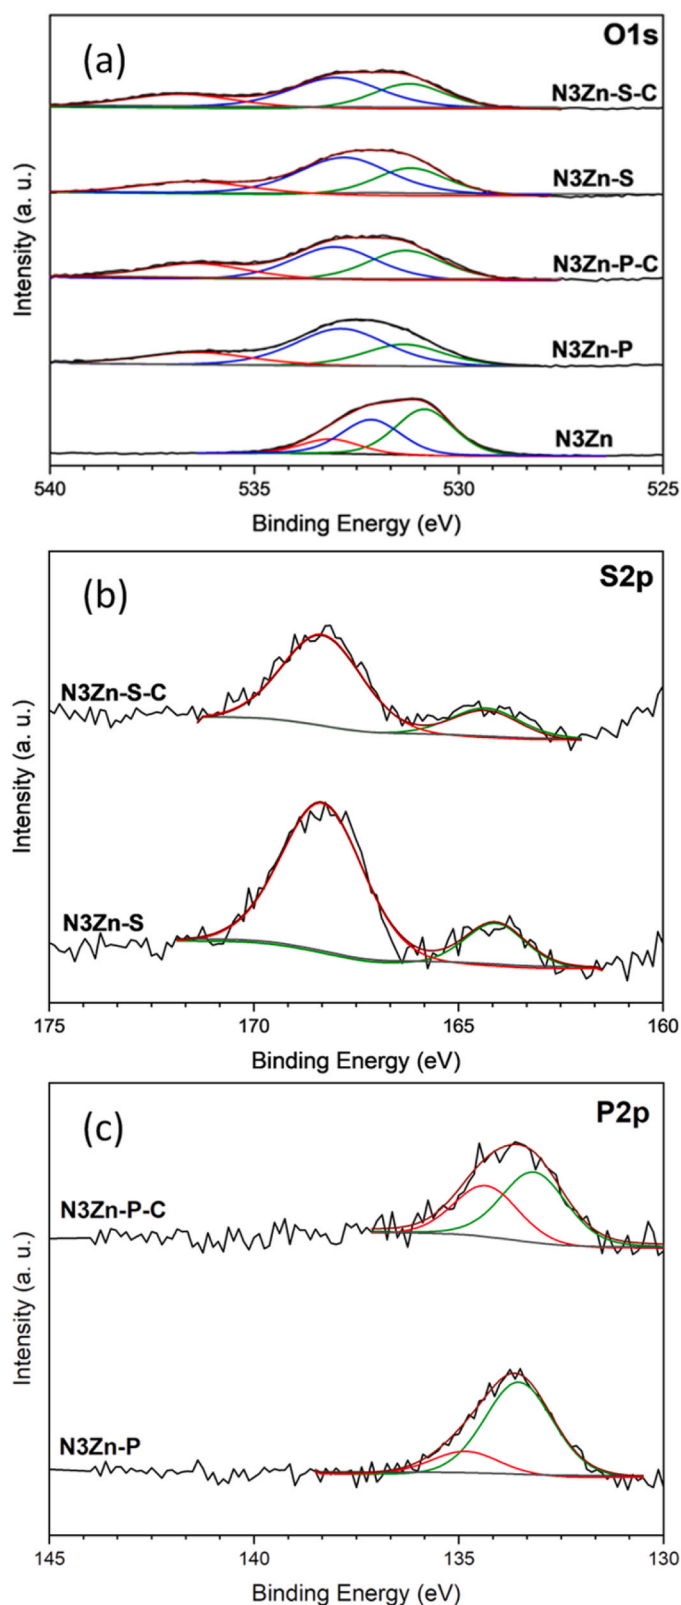 (a)
O1s
N3Zn-S-C
N3Zn-S
N3Zn-P-C
N3Zn-P
N3Zn
Intensity (a. u.)
540 535 530 525
Binding Energy (eV)
(b)
S2p
N3Zn-S-C
N3Zn-S
Intensity (a. u.)
175 170 165 160
Binding Energy (eV)
(c)
P2p
N3Zn-P-C
N3Zn-P
Intensity (a. u.)
145 140 135 130
Binding Energy (eV)